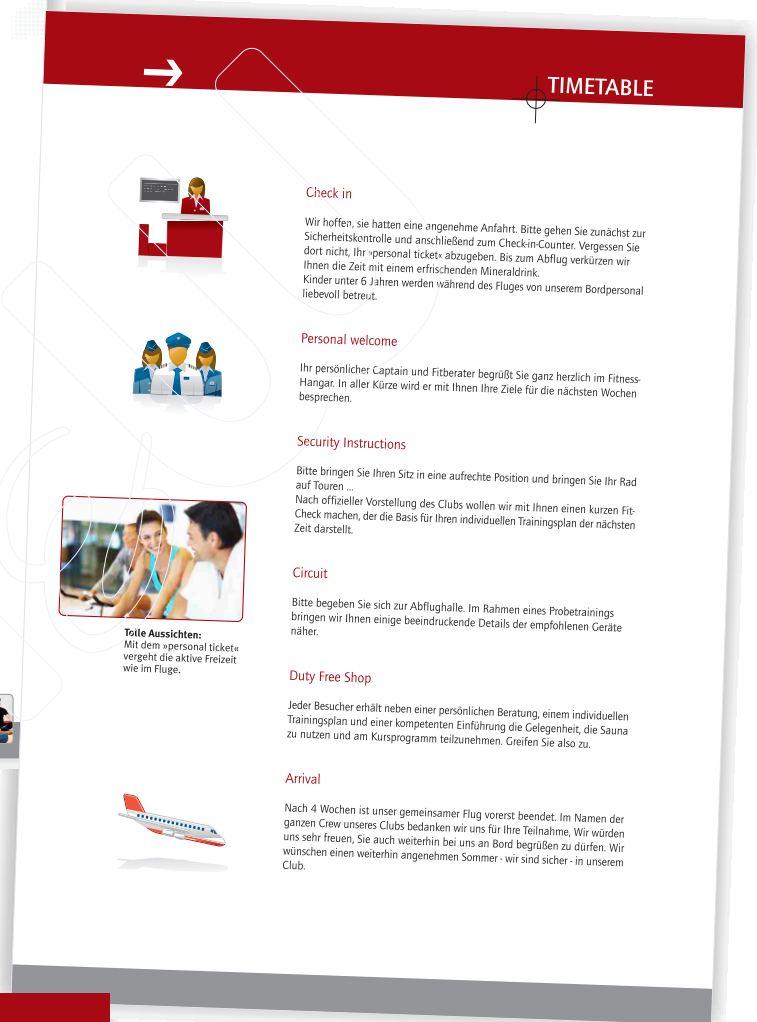 TIMETABLE
Check in
Wir hoffen, sie hatten eine angenehme Anfahrt. Bitte gehen Sie zunächst zur
Sicherheitskontrolle und anschließend zum Check-in-Counter. Vergessen Sie
dort nicht, Ihr »personal ticket« abzugeben. Bis zum Abflug verkürzen wir
Ihnen die Zeit mit einem erfrischenden Mineraldrink.
Kinder unter 6 Jahren werden während des Fluges von unserem Bordpersonal
liebevoll betreut.
Personal welcome
Ihr persönlicher Captain und Fitberater begrüßt Sie ganz herzlich im Fitness-
Hangar. In aller Kürze wird er mit Ihnen Ihre Ziele für die nächsten Wochen
besprechen.
Security Instructions
Bitte bringen Sie Ihren Sitz in eine aufrechte Position und bringen Sie Ihr Rad
auf Touren ...
Nach offizieller Vorstellung des Clubs wollen wir mit Ihnen einen kurzen Fit-
Check machen, der die Basis für Ihren individuellen Trainingsplan der nächsten
Zeit darstellt.
Circuit
Bitte begeben Sie sich zur Abflughalle. Im Rahmen eines Probetrainings
bringen wir Ihnen einige beeindruckende Details der empfohlenen Geräte
näher.
Tolle Aussichten:
Mit dem »personal ticket«
vergeht die aktive Freizeit
wie im Fluge.
Duty Free Shop
Jeder Besucher erhält neben einer persönlichen Beratung, einem individuellen
Trainingsplan und einer kompetenten Einführung die Gelegenheit, die Sauna
zu nutzen und am Kursprogramm teilzunehmen. Greifen Sie also zu.
Arrival
Nach 4 Wochen ist unser gemeinsamer Flug vorerst beendet. Im Namen der
ganzen Crew unseres Clubs bedanken wir uns für Ihre Teilnahme, Wir würden
uns sehr freuen, Sie auch weiterhin bei uns an Bord begrüßen zu dürfen. Wir
wünschen einen weiterhin angenehmen Sommer - wir sind sicher - in unserem
Club.